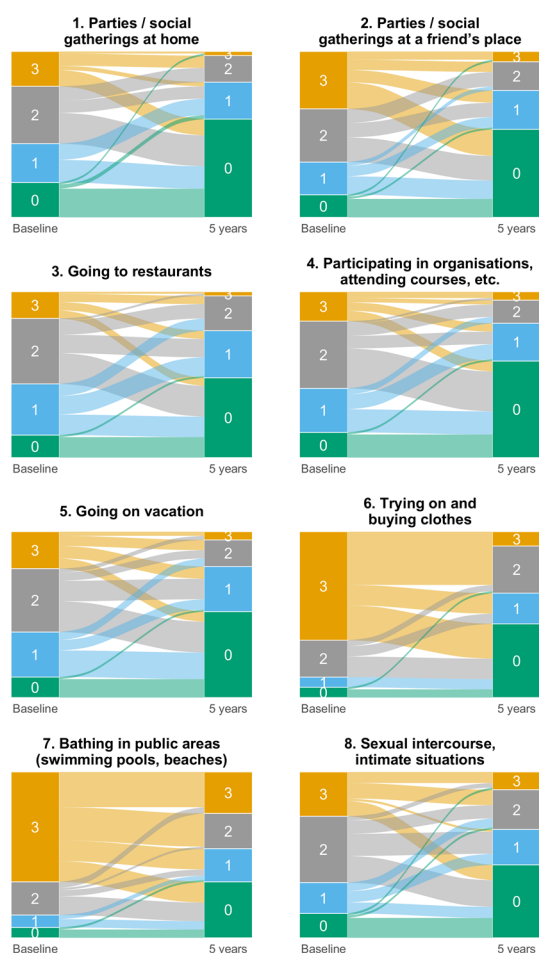 1. Parties / social
gatherings at home
3
2
1
0
3
2
1
0
Baseline
5 years
2. Parties / social
gatherings at a friend’s place
3
2
1
0
3
2
1
0
Baseline
5 years
3. Going to restaurants
3
2
1
0
3
2
1
0
Baseline
5 years
4. Participating in organisations,
attending courses, etc.
3
2
1
0
3
2
1
0
Baseline
5 years
5. Going on vacation
3
2
1
0
3
2
1
0
Baseline
5 years
6. Trying on and
buying clothes
3
2
1
0
3
2
1
0
Baseline
5 years
7. Bathing in public areas
(swimming pools, beaches)
3
2
1
0
3
2
1
0
Baseline
5 years
8. Sexual intercourse,
intimate situations
3
2
1
0
3
2
1
0
Baseline
5 years